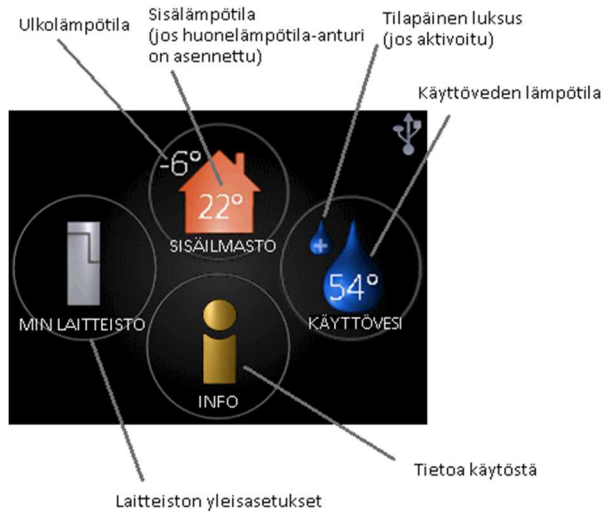 Ulkolämpötila
Sisälämpötila
(jos huonelämpötila-anturi
on asennettu)
Tilapäinen luksus
(jos aktivoitu)
Käyttöveden lämpötila
-6°
22°
SISÄILMASTO
54°
MIN LAITTEISTO
KÄYTTÖVESI
INFO
Tietoa käytöstä
Laitteiston yleisasetukset